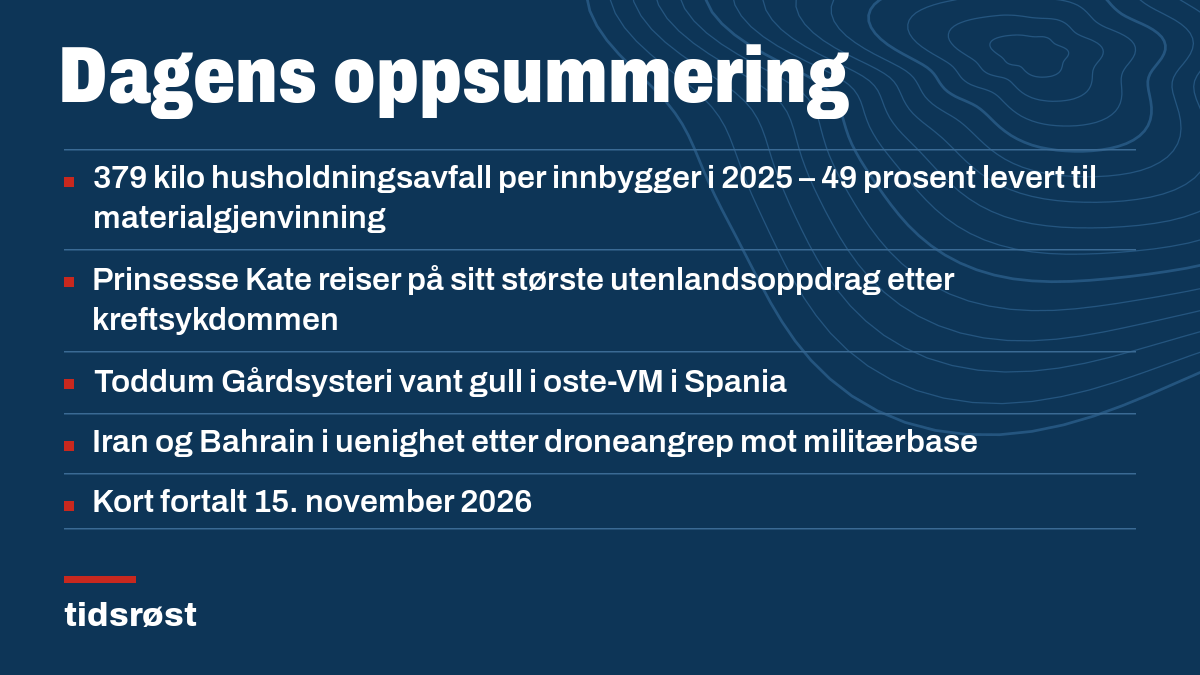 Dagens oppsummering
379 kilo husholdningsavfall per innbygger i 2025 – 49 prosent levert til
materialgjenvinning
Prinsesse Kate reiser på sitt største utenlandsoppdrag etter
kreftsykdommen
Toddum Gårdsysteri vant gull i oste-VM i Spania
Iran og Bahrain i uenighet etter droneangrep mot militærbase
Kort fortalt 15. november 2026
tidsrøst